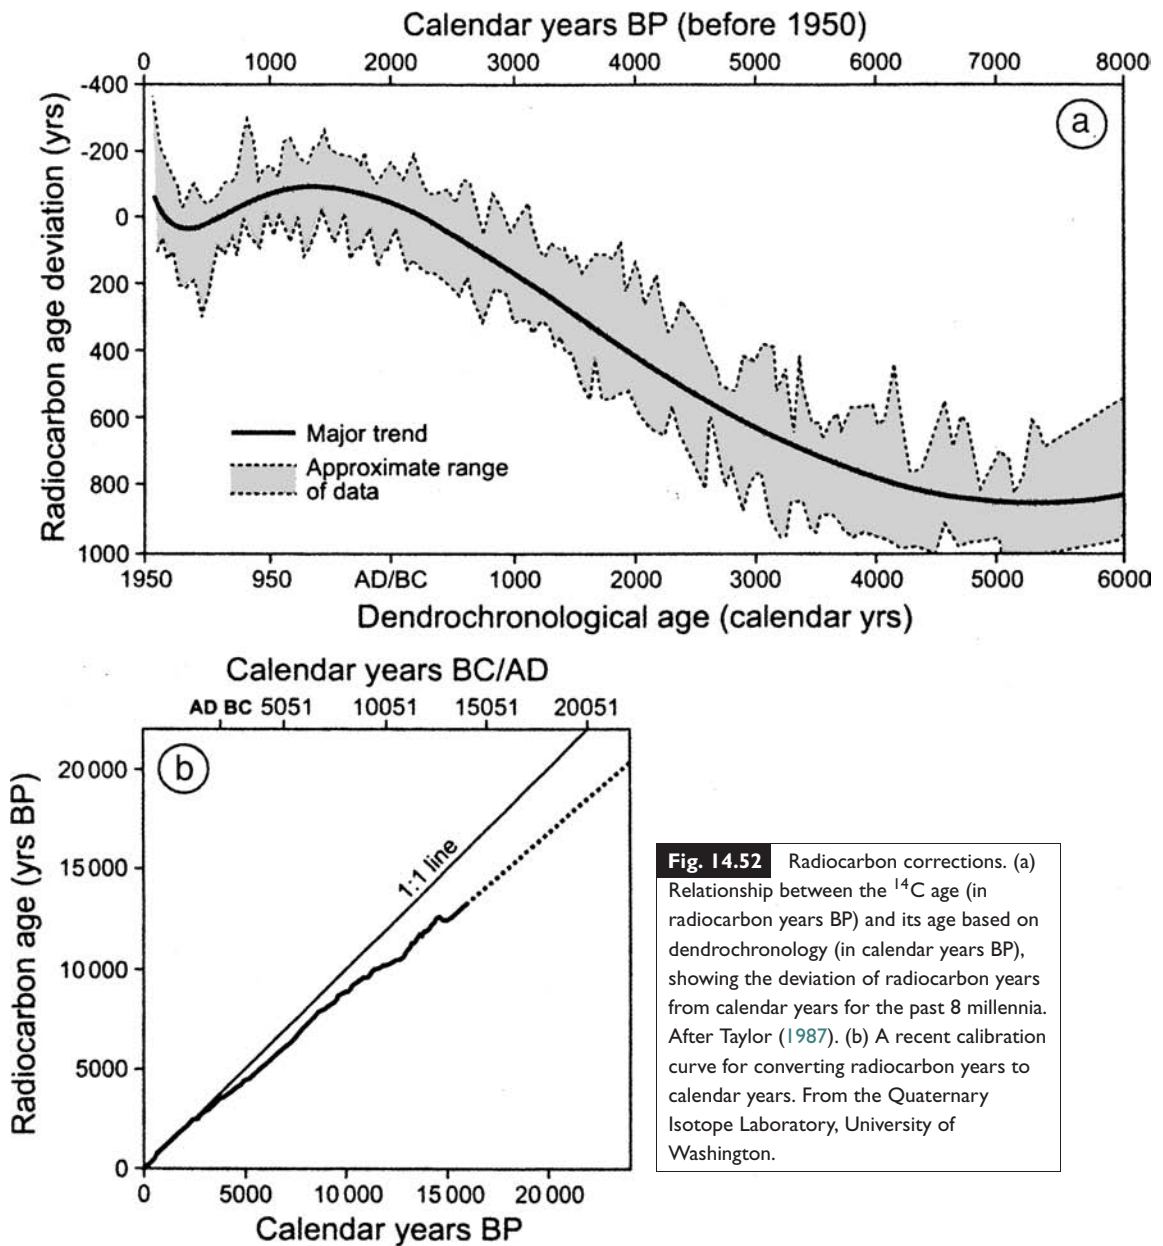 Calendar years BP (before 1950)
0 1000 2000 3000 4000 5000 6000 7000 8000
Radiocarbon age deviation (yrs)
-400
-200
0
200
400
600
800
1000
a
Major trend
Approximate range
of data
1950 950 AD/BC 1000 2000 3000 4000 5000 6000
Dendrochronological age (calendar yrs)
Calendar years BC/AD
AD BC 5051 10051 15051 20051
b
Radiocarbon age (yrs BP)
20 000
15 000
10 000
5000
0
1:1 line
0 5000 10 000 15 000 20 000
Calendar years BP
Fig. 14.52 Radiocarbon corrections. (a)
Relationship between the ¹⁴C age (in
radiocarbon years BP) and its age based on
dendrochronology (in calendar years BP),
showing the deviation of radiocarbon years
from calendar years for the past 8 millennia.
After Taylor (1987). (b) A recent calibration
curve for converting radiocarbon years to
calendar years. From the Quaternary
Isotope Laboratory, University of
Washington.